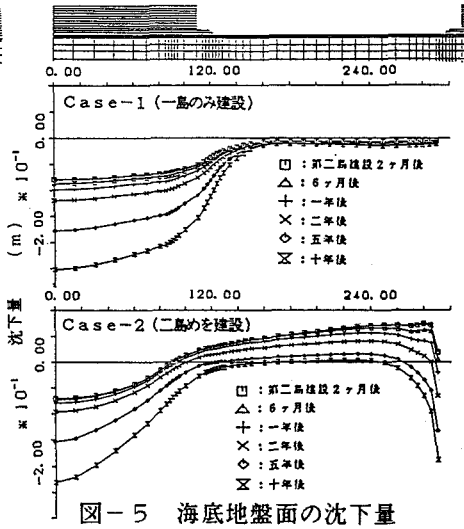 0.00 120.00 240.00
Case-1 (一島のみ建設)
0.00
□ : 第二島建設2ヶ月後
△ : 6ヶ月後
+ : 一年後
× : 二年後
◇ : 五年後
⧖ : 十年後
-2.00
沈下量 (m) * 10⁻¹
0.00 120.00 240.00
Case-2 (二島めを建設)
0.00
□ : 第二島建設2ヶ月後
△ : 6ヶ月後
+ : 一年後
× : 二年後
◇ : 五年後
⧖ : 十年後
-2.00
* 10⁻¹
図-5 海底地盤面の沈下量